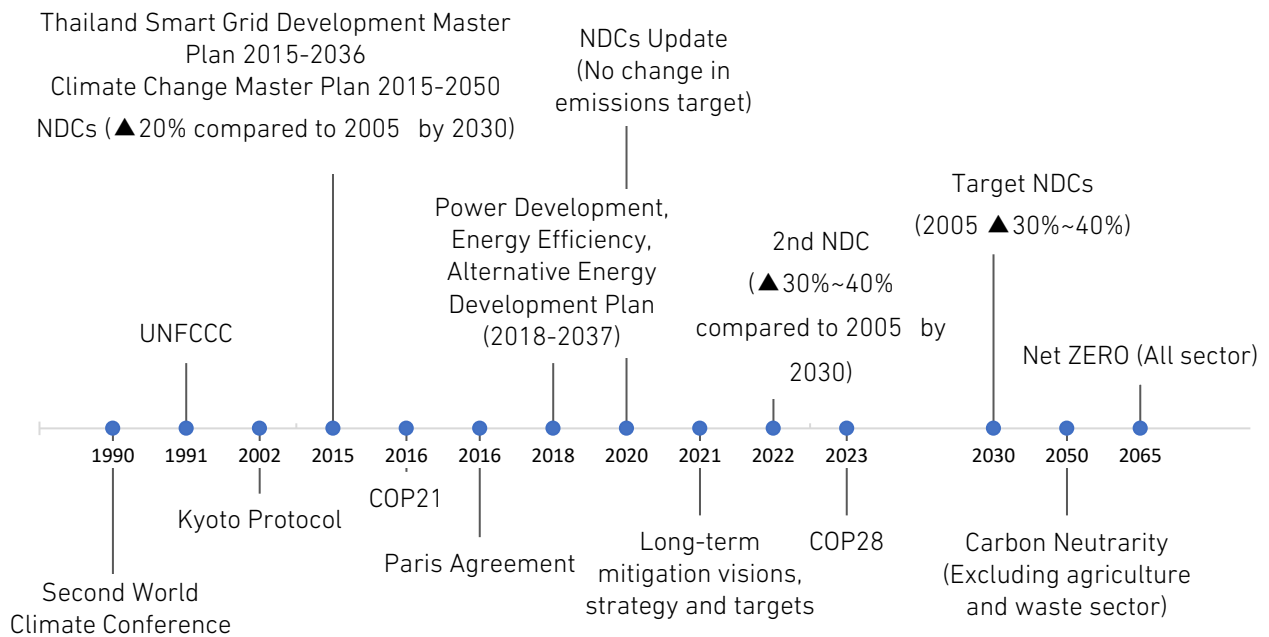 Thailand Smart Grid Development Master
Plan 2015-2036
Climate Change Master Plan 2015-2050
NDCs (▲20% compared to 2005 by 2030)
NDCs Update
(No change in
emissions target)
Power Development,
Energy Efficiency,
Alternative Energy
Development Plan
(2018-2037)
2nd NDC
(▲30%~40%
compared to 2005 by
2030)
Target NDCs
(2005 ▲30%~40%)
UNFCCC
Net ZERO (All sector)
1990 1991 2002 2015 2016 2016 2018 2020 2021 2022 2023 2030 2050 2065
Second World
Climate Conference
Kyoto Protocol
COP21
Paris Agreement
Long-term
mitigation visions,
strategy and targets
COP28
Carbon Neutrarity
(Excluding agriculture
and waste sector)